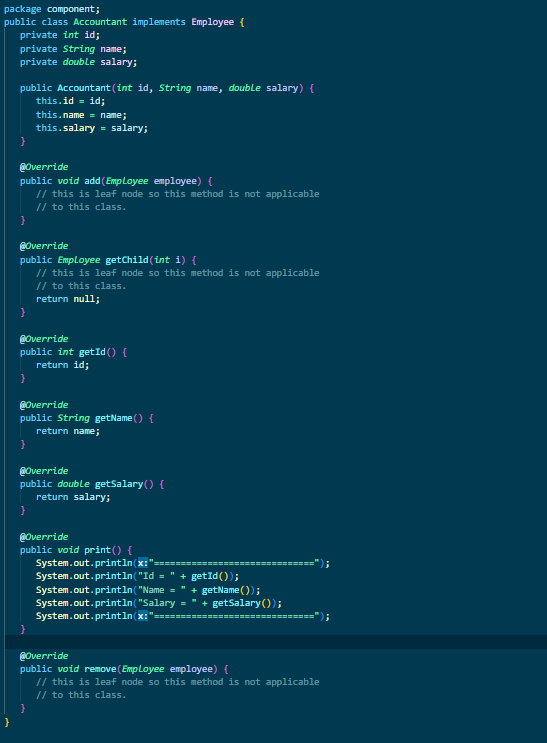 package component;
public class Accountant implements Employee {
private int id;
private String name;
private double salary;
public Accountant(int id, String name, double salary) {
this.id = id;
this.name = name;
this.salary = salary;
}
@Override
public void add(Employee employee) {
// this is leaf node so this method is not applicable
// to this class.
}
@Override
public Employee getChild(int i) {
// this is leaf node so this method is not applicable
// to this class.
return null;
}
@Override
public int getId() {
return id;
}
@Override
public String getName() {
return name;
}
@Override
public double getSalary() {
return salary;
}
@Override
public void print() {
System.out.println(x:"==============================");
System.out.println("Id = " + getId());
System.out.println("Name = " + getName());
System.out.println("Salary = " + getSalary());
System.out.println(x:"==============================");
}
@Override
public void remove(Employee employee) {
// this is leaf node so this method is not applicable
// to this class.
}
}